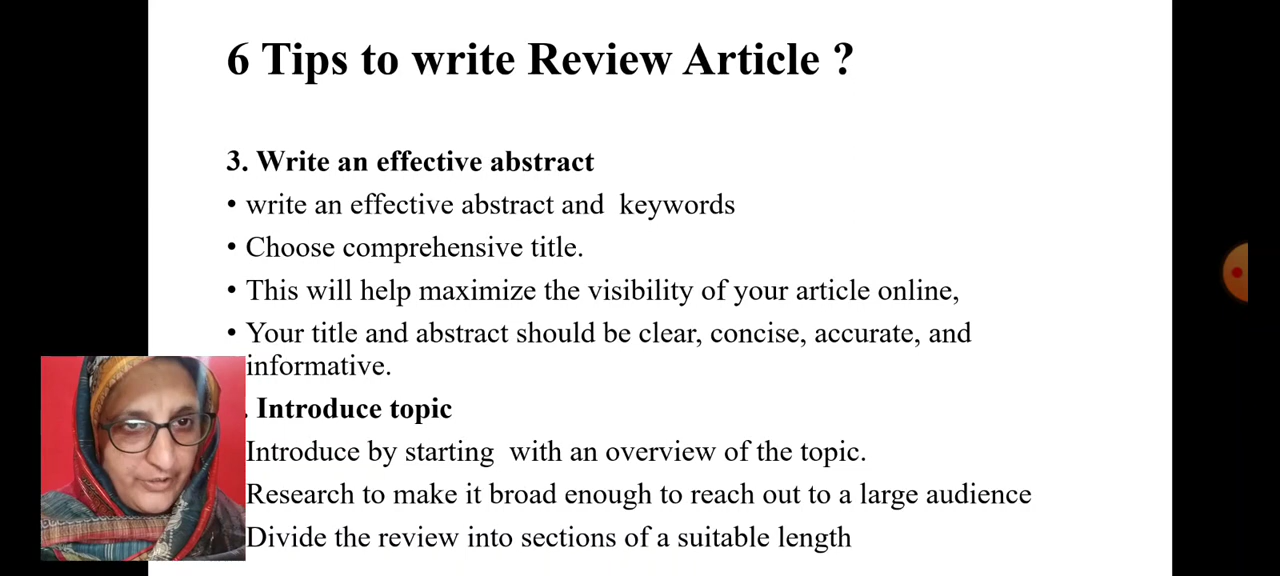 6 Tips to write Review Article ?
3. Write an effective abstract
• write an effective abstract and keywords
• Choose comprehensive title.
• This will help maximize the visibility of your article online,
• Your title and abstract should be clear, concise, accurate, and
informative.
. Introduce topic
Introduce by starting with an overview of the topic.
Research to make it broad enough to reach out to a large audience
Divide the review into sections of a suitable length